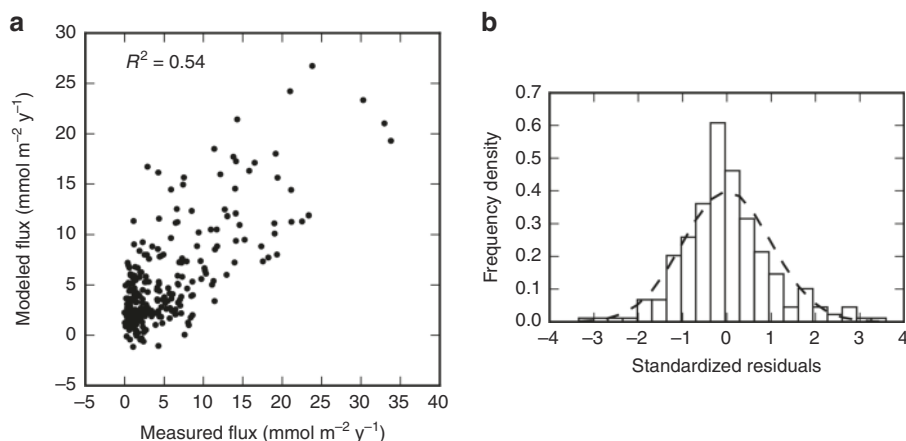 a
30
25
20
15
10
5
0
−5
−5 0 5 10 15 20 25 30 35 40
R² = 0.54
Modeled flux (mmol m⁻² y⁻¹)
Measured flux (mmol m⁻² y⁻¹)
b
0.7
0.6
0.5
0.4
0.3
0.2
0.1
0.0
−4 −3 −2 −1 0 1 2 3 4
Frequency density
Standardized residuals